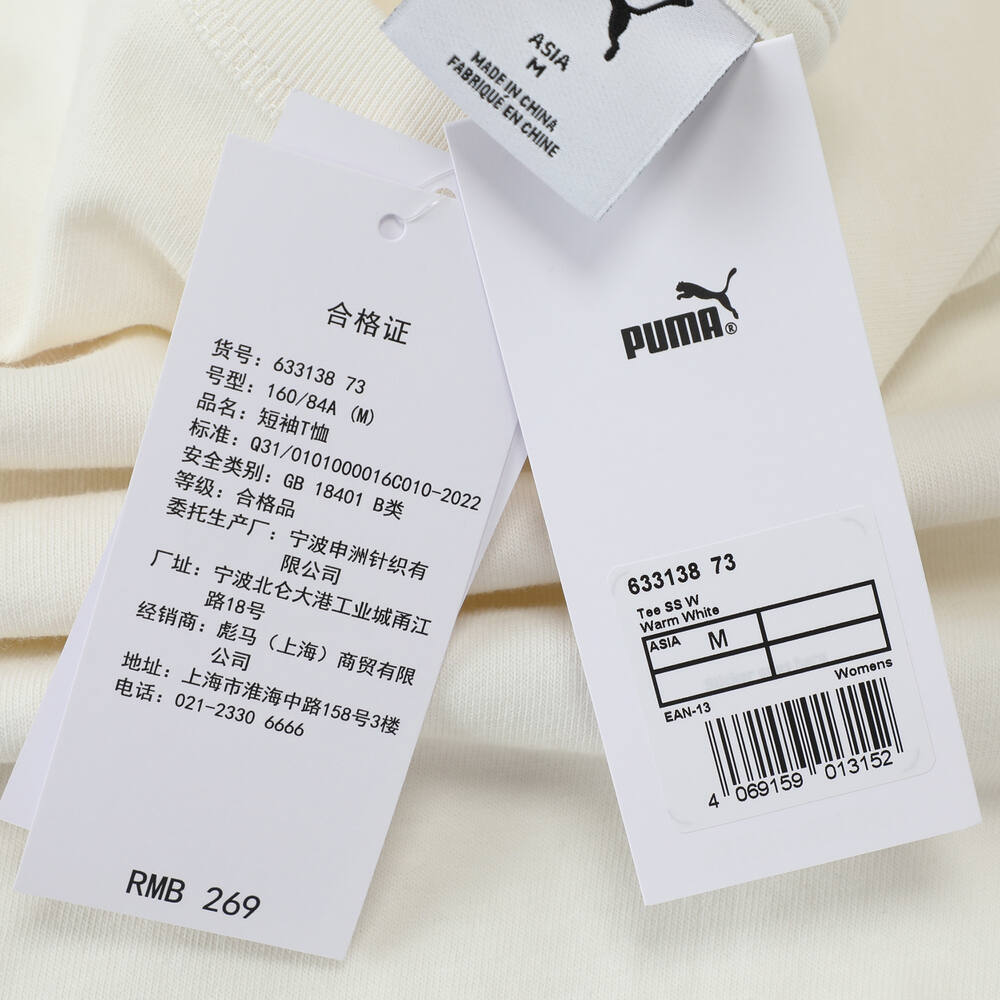 ASIA
M
MADE IN CHINA
FABRIQUE EN CHINE
合格证
货号：633138 73
号型：160/84A (M)
品名：短袖T恤
标准：Q31/0101000016C010-2022
安全类别：GB 18401 B类
等级：合格品
委托生产厂：宁波申洲针织有
限公司
厂址：宁波北仑大港工业城甬江
路18号
经销商：彪马（上海）商贸有限
公司
地址：上海市淮海中路158号3楼
电话：021-2330 6666
RMB 269
PUMA®
633138 73
Tee SS W
Warm White
ASIA M
Womens
EAN-13
4 069159 013152